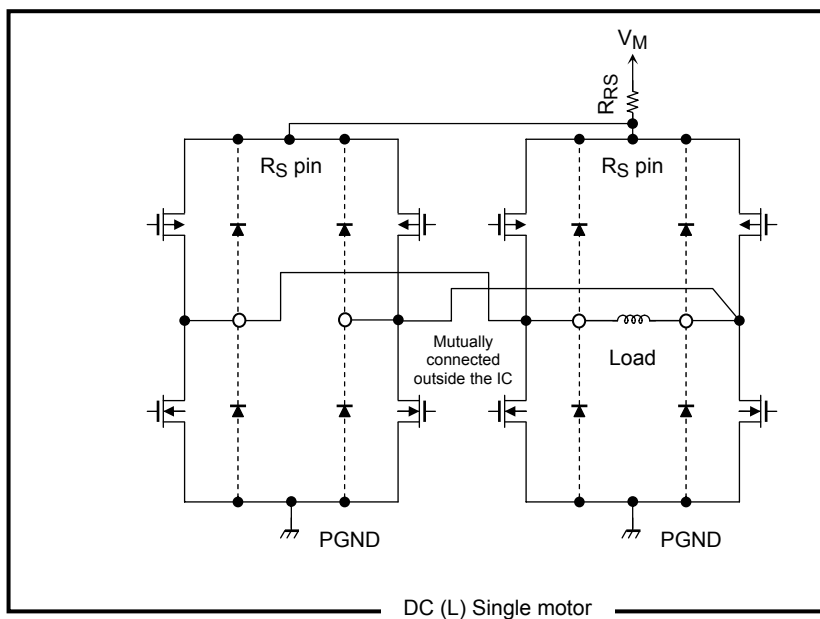 VM
RRS
RS pin
RS pin
Mutually
connected
outside the IC
Load
PGND
PGND
DC (L) Single motor